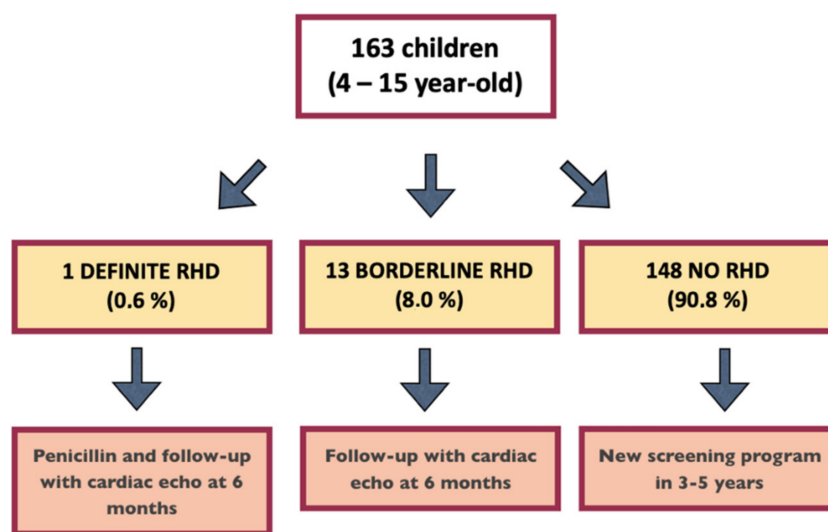 163 children
(4 – 15 year-old)
1 DEFINITE RHD
(0.6 %)
13 BORDERLINE RHD
(8.0 %)
148 NO RHD
(90.8 %)
Penicillin and follow-up
with cardiac echo at 6
months
Follow-up with cardiac
echo at 6 months
New screening program
in 3-5 years